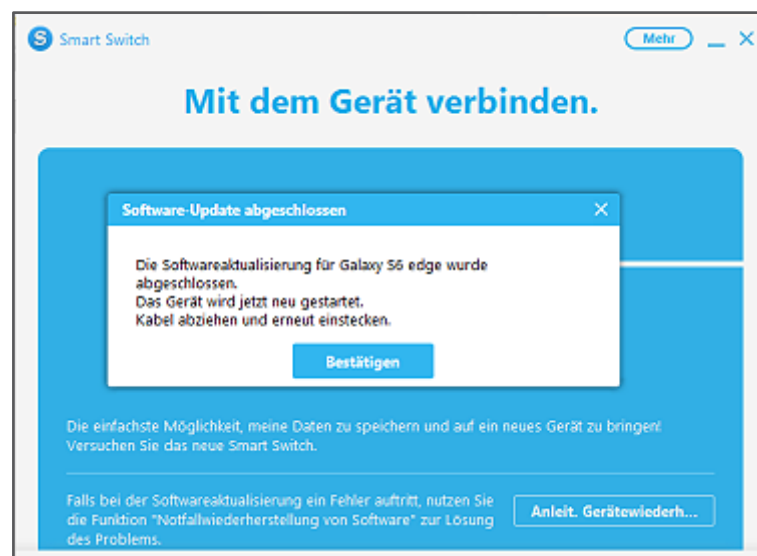 S Smart Switch
Mehr
Mit dem Gerät verbinden.
Software-Update abgeschlossen
Die Softwareaktualisierung für Galaxy S6 edge wurde
abgeschlossen.
Das Gerät wird jetzt neu gestartet.
Kabel abziehen und erneut einstecken.
Bestätigen
Die einfachste Möglichkeit, meine Daten zu speichern und auf ein neues Gerät zu bringen!
Versuchen Sie das neue Smart Switch.
Falls bei der Softwareaktualisierung ein Fehler auftritt, nutzen Sie
die Funktion "Notfallwiederherstellung von Software" zur Lösung
des Problems.
Anleit. Gerätewiederh...